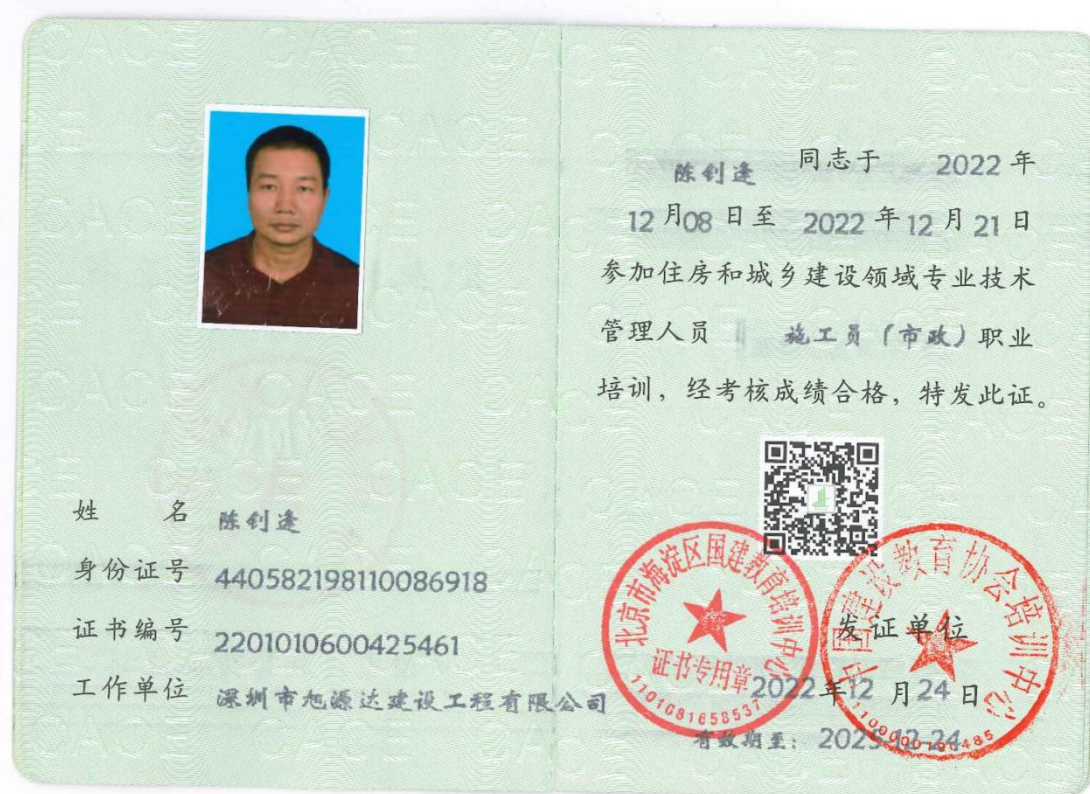 姓 名 陈钊逢
身份证号 440582198110086918
证书编号 2201010600425461
工作单位 深圳市旭源达建设工程有限公司
陈钊逢 同志于 2022 年
12 月 08 日至 2022 年 12 月 21 日
参加住房和城乡建设领域专业技术
管理人员 施工员（市政）职业
培训，经考核成绩合格，特发此证。
北京市海淀区国建教育培训中心
证书专用章
1101081658537
中国建设教育协会培训中心
发证单位
2022 年 12 月 24 日
有效期至： 2025-12-24
CACE